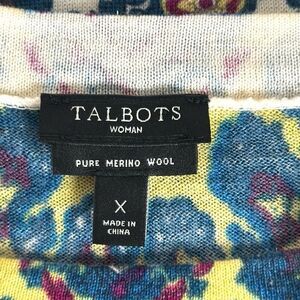 TALBOTS
WOMAN
PURE MERINO WOOL
X
MADE IN
CHINA